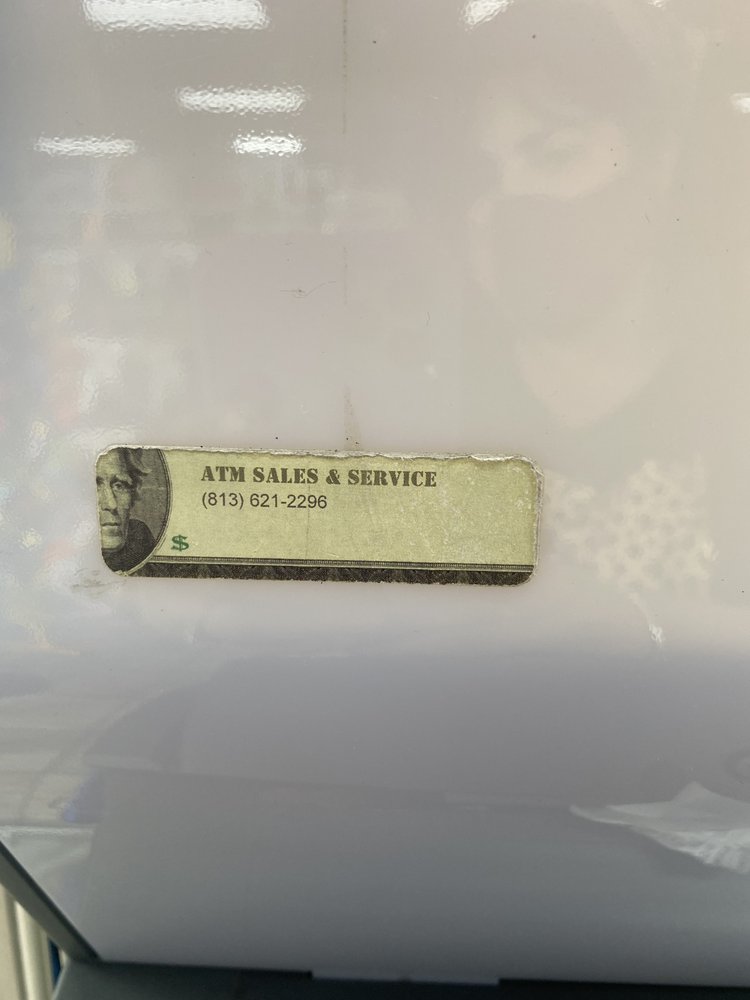 ATM SALES & SERVICE
(813) 621-2296
$